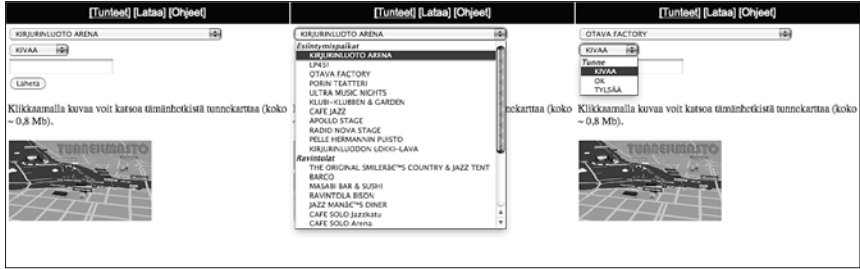 [Tunteet] [Lataa] [Ohjeet]
KIRJURINLUOTO ARENA
KIVAA
Lähetä
Klikkaamalla kuvaa voit katsoa tämänhetkistä tunnekarttaa (koko
~ 0,8 Mb).
TUNNEILMASTO
[Tunteet] [Lataa] [Ohjeet]
KIRJURINLUOTO ARENA
Esiintymispaikat
KIRJURINLUOTO ARENA
LP451
OTAVA FACTORY
PORIN TEATTERI
ULTRA MUSIC NIGHTS
KLUBI-KLUBBEN & GARDEN
CAFE JAZZ
APOLLO STAGE
RADIO NOVA STAGE
PELLE HERMANNIN PUISTO
KIRJURINLUODON LOKKI-LAVA
Ravintolat
THE ORIGINAL SMILERâ€™S COUNTRY & JAZZ TENT
BARCO
MASABI BAR & SUSHI
RAVINTOLA BISON
JAZZ MANâ€™S DINER
CAFE SOLO Jazzkatu
CAFE SOLO Arena
nnekarttaa (koko
[Tunteet] [Lataa] [Ohjeet]
OTAVA FACTORY
KIVAA
Tunne
KIVAA
OK
TYLSÄÄ
Klikkaamalla kuvaa voit katsoa tämänhetkistä tunnekarttaa (koko
~ 0,8 Mb).
TUNNEILMASTO